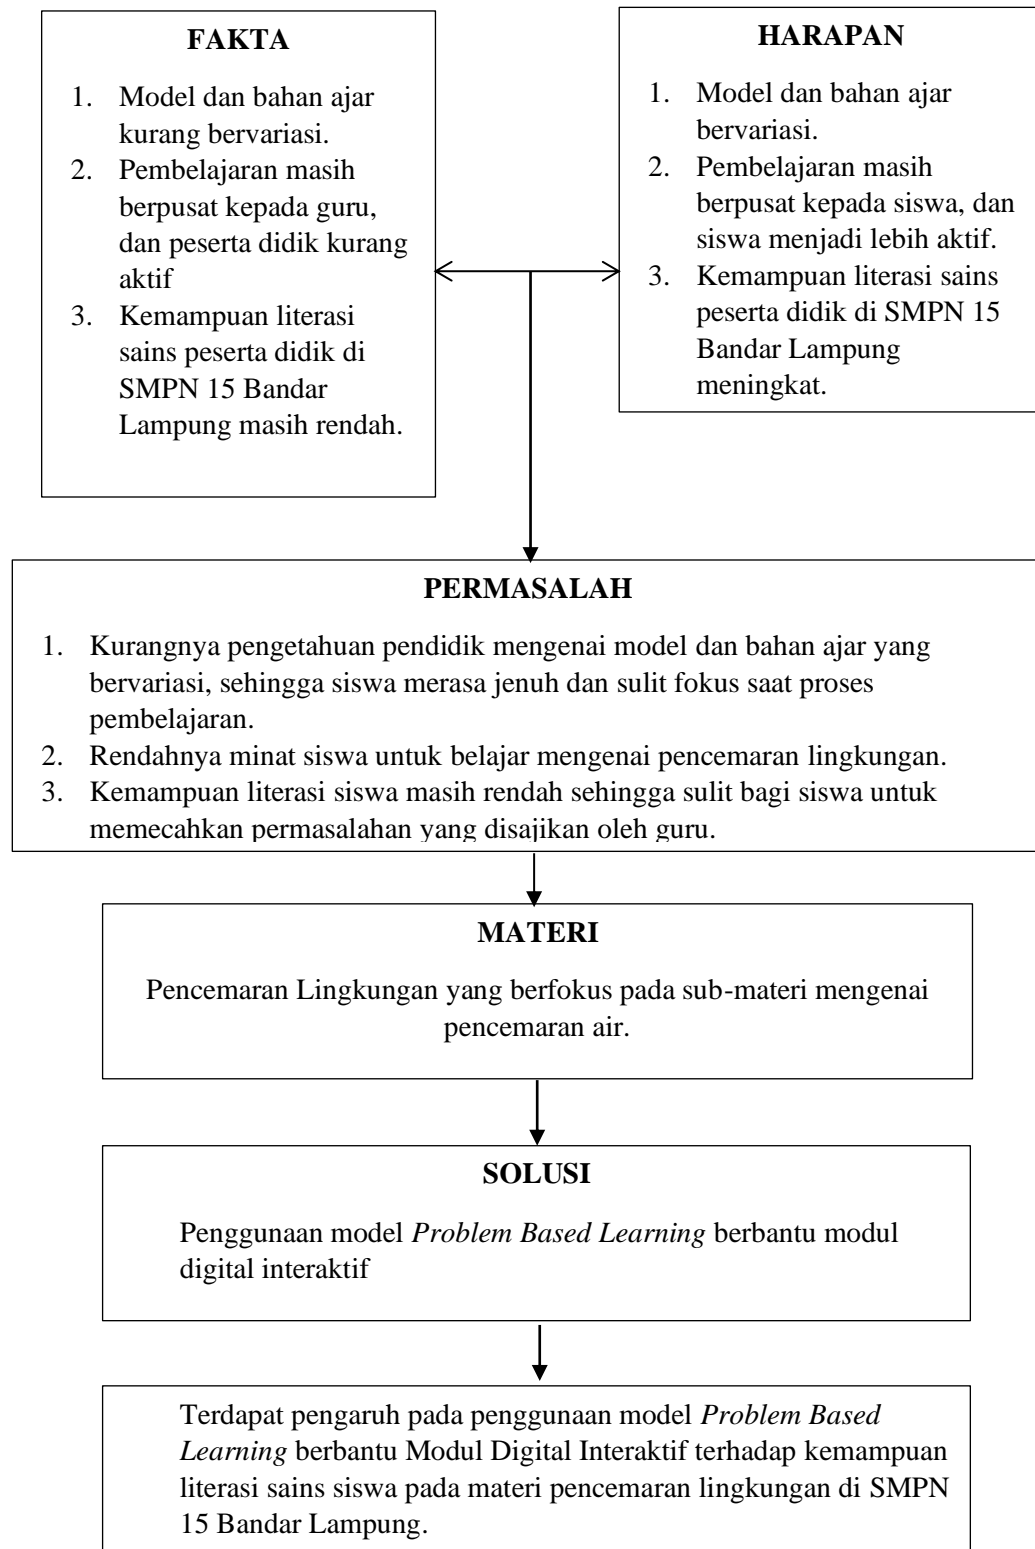 FAKTA
1. Model dan bahan ajar
kurang bervariasi.
2. Pembelajaran masih
berpusat kepada guru,
dan peserta didik kurang
aktif
3. Kemampuan literasi
sains peserta didik di
SMPN 15 Bandar
Lampung masih rendah.
HARAPAN
1. Model dan bahan ajar
bervariasi.
2. Pembelajaran masih
berpusat kepada siswa, dan
siswa menjadi lebih aktif.
3. Kemampuan literasi sains
peserta didik di SMPN 15
Bandar Lampung
meningkat.
PERMASALAH
1. Kurangnya pengetahuan pendidik mengenai model dan bahan ajar yang
bervariasi, sehingga siswa merasa jenuh dan sulit fokus saat proses
pembelajaran.
2. Rendahnya minat siswa untuk belajar mengenai pencemaran lingkungan.
3. Kemampuan literasi siswa masih rendah sehingga sulit bagi siswa untuk
memecahkan permasalahan yang disajikan oleh guru.
MATERI
Pencemaran Lingkungan yang berfokus pada sub-materi mengenai
pencemaran air.
SOLUSI
Penggunaan model Problem Based Learning berbantu modul
digital interaktif
Terdapat pengaruh pada penggunaan model Problem Based
Learning berbantu Modul Digital Interaktif terhadap kemampuan
literasi sains siswa pada materi pencemaran lingkungan di SMPN
15 Bandar Lampung.